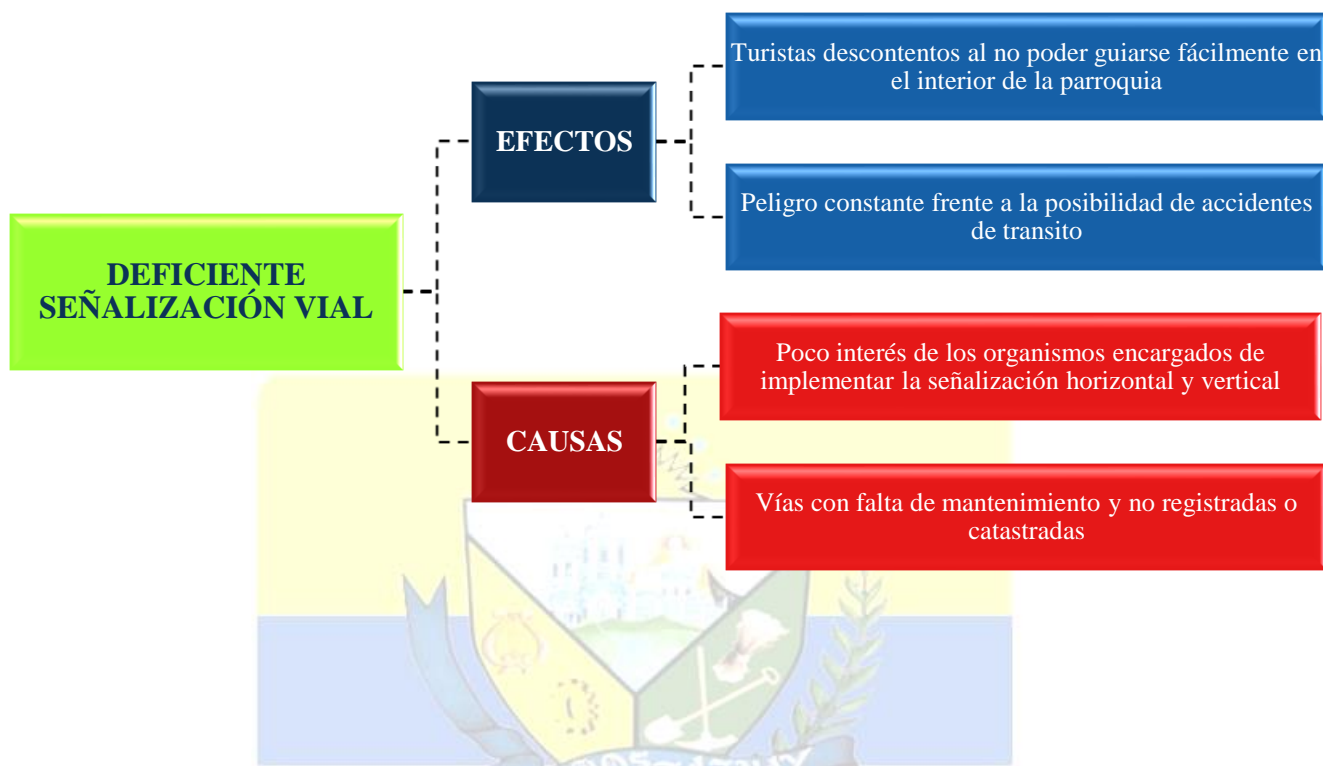 Turistas descontentos al no poder guiarse fácilmente en
el interior de la parroquia
EFECTOS
Peligro constante frente a la posibilidad de accidentes
de transito
DEFICIENTE
SEÑALIZACIÓN VIAL
Poco interés de los organismos encargados de
implementar la señalización horizontal y vertical
CAUSAS
Vías con falta de mantenimiento y no registradas o
catastradas